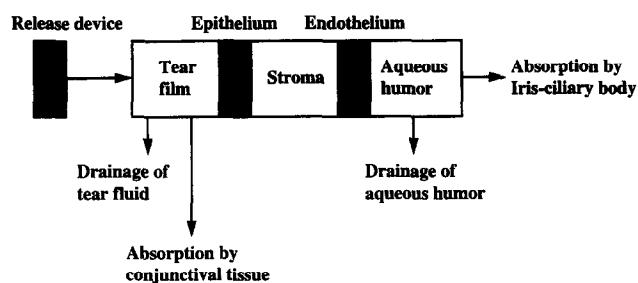 Release device
Epithelium
Endothelium
Tear
film
Stroma
Aqueous
humor
Absorption by
Iris-ciliary body
Drainage of
tear fluid
Drainage of
aqueous humor
Absorption by
conjunctival tissue